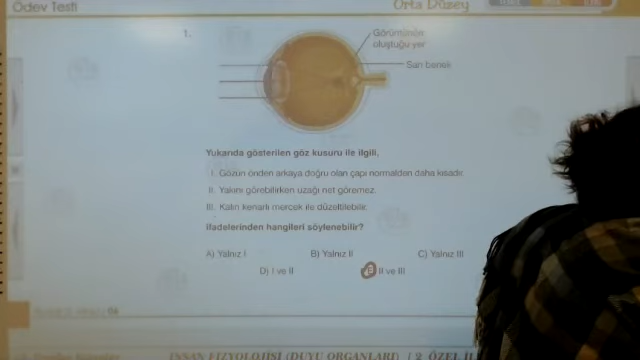 Ödev Testi
Orta Düzey
1.
Görüntünün
oluştuğu yer
Sarı benek
Yukarıda gösterilen göz kusuru ile ilgili,
I. Gözün önden arkaya doğru olan çapı normalden daha kısadır.
II. Yakını görebilirken uzağı net göremez.
III. Kalın kenarlı mercek ile düzeltilebilir.
ifadelerinden hangileri söylenebilir?
A) Yalnız I
B) Yalnız II
C) Yalnız III
D) I ve II
E) II ve III
İNSAN FİZYOLOJİSİ (DUYU ORGANLARI)